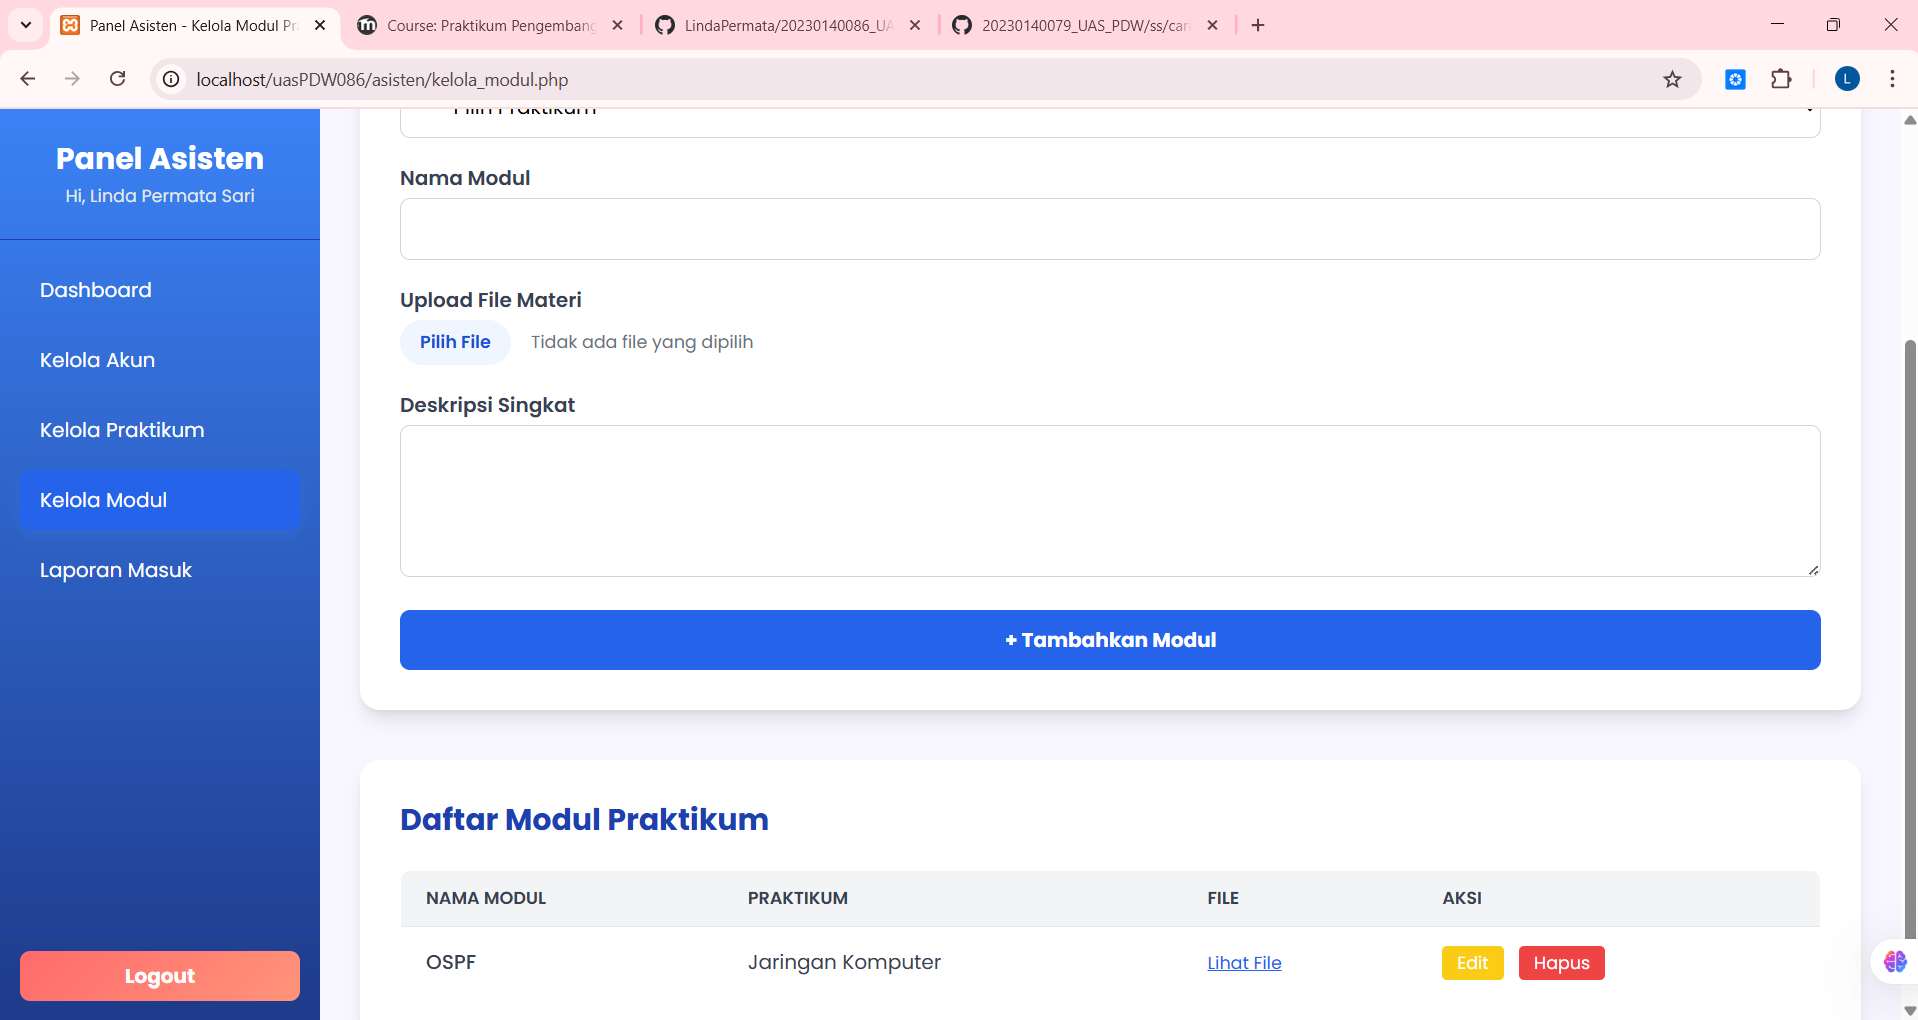 Panel Asisten - Kelola Modul Pr
Course: Praktikum Pengembang
LindaPermata/20230140086_UA
20230140079_UAS_PDW/ss/cari
localhost/uasPDW086/asisten/kelola_modul.php
L
Panel Asisten
Hi, Linda Permata Sari
Dashboard
Kelola Akun
Kelola Praktikum
Kelola Modul
Laporan Masuk
Logout
Pilih Praktikum
Nama Modul
Upload File Materi
Pilih File Tidak ada file yang dipilih
Deskripsi Singkat
+ Tambahkan Modul
Daftar Modul Praktikum
NAMA MODUL PRAKTIKUM FILE AKSI
OSPF Jaringan Komputer Lihat File Edit Hapus